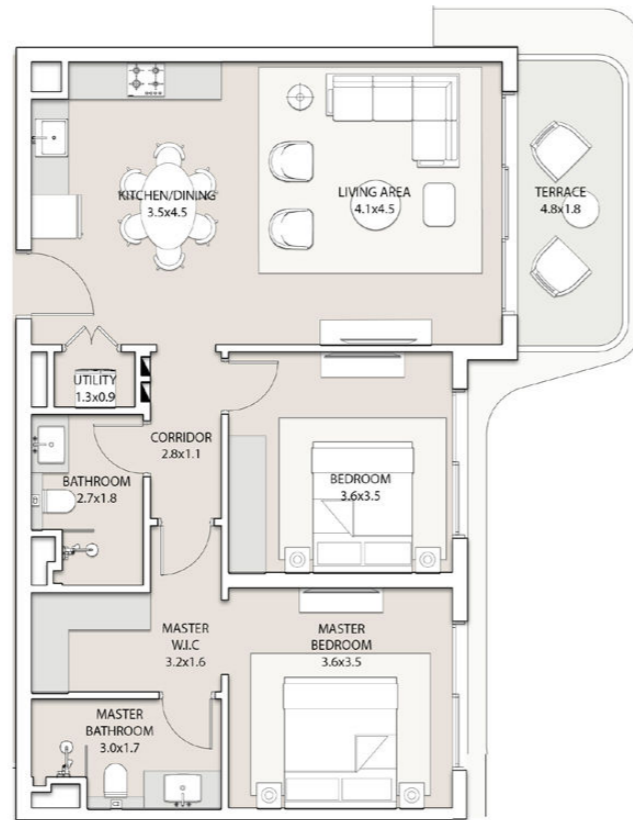 KITCHEN/DINING
3.5x4.5
LIVING AREA
4.1x4.5
TERRACE
4.8x1.8
UTILITY
1.3x0.9
CORRIDOR
2.8x1.1
BATHROOM
2.7x1.8
BEDROOM
3.6x3.5
MASTER
W.I.C
3.2x1.6
MASTER
BEDROOM
3.6x3.5
MASTER
BATHROOM
3.0x1.7